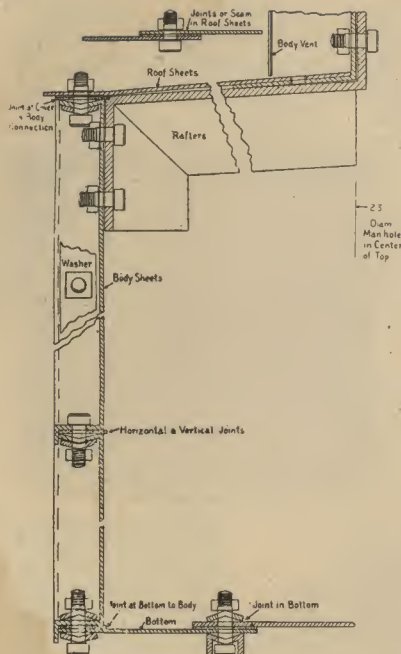 Joints or Seam
in Roof Sheets
Body Vent
Roof Sheets
Joint at Cover
Body
Connection
Rafters
23
Diam
Manhole
in Center
of Top
Washer
Body Sheets
Horizontal & Vertical Joints
Joint at Bottom to Body
Bottom
Joint in Bottom